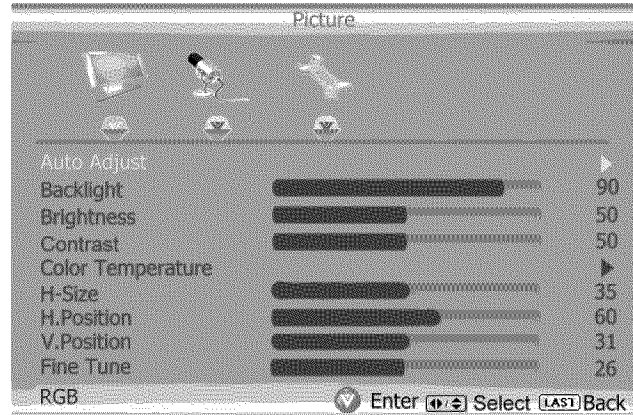 Picture
Auto Adjust
Backlight 90
Brightness 50
Contrast 50
Color Temperature
H-Size 35
H.Position 60
V.Position 31
Fine Tune 26
RGB Enter Select LAST Back